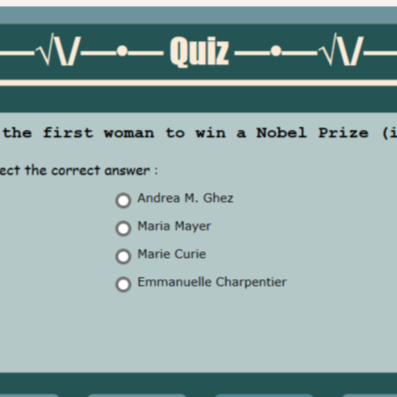 Quiz
the first woman to win a Nobel Prize (i
ect the correct answer :
Andrea M. Ghez
Maria Mayer
Marie Curie
Emmanuelle Charpentier